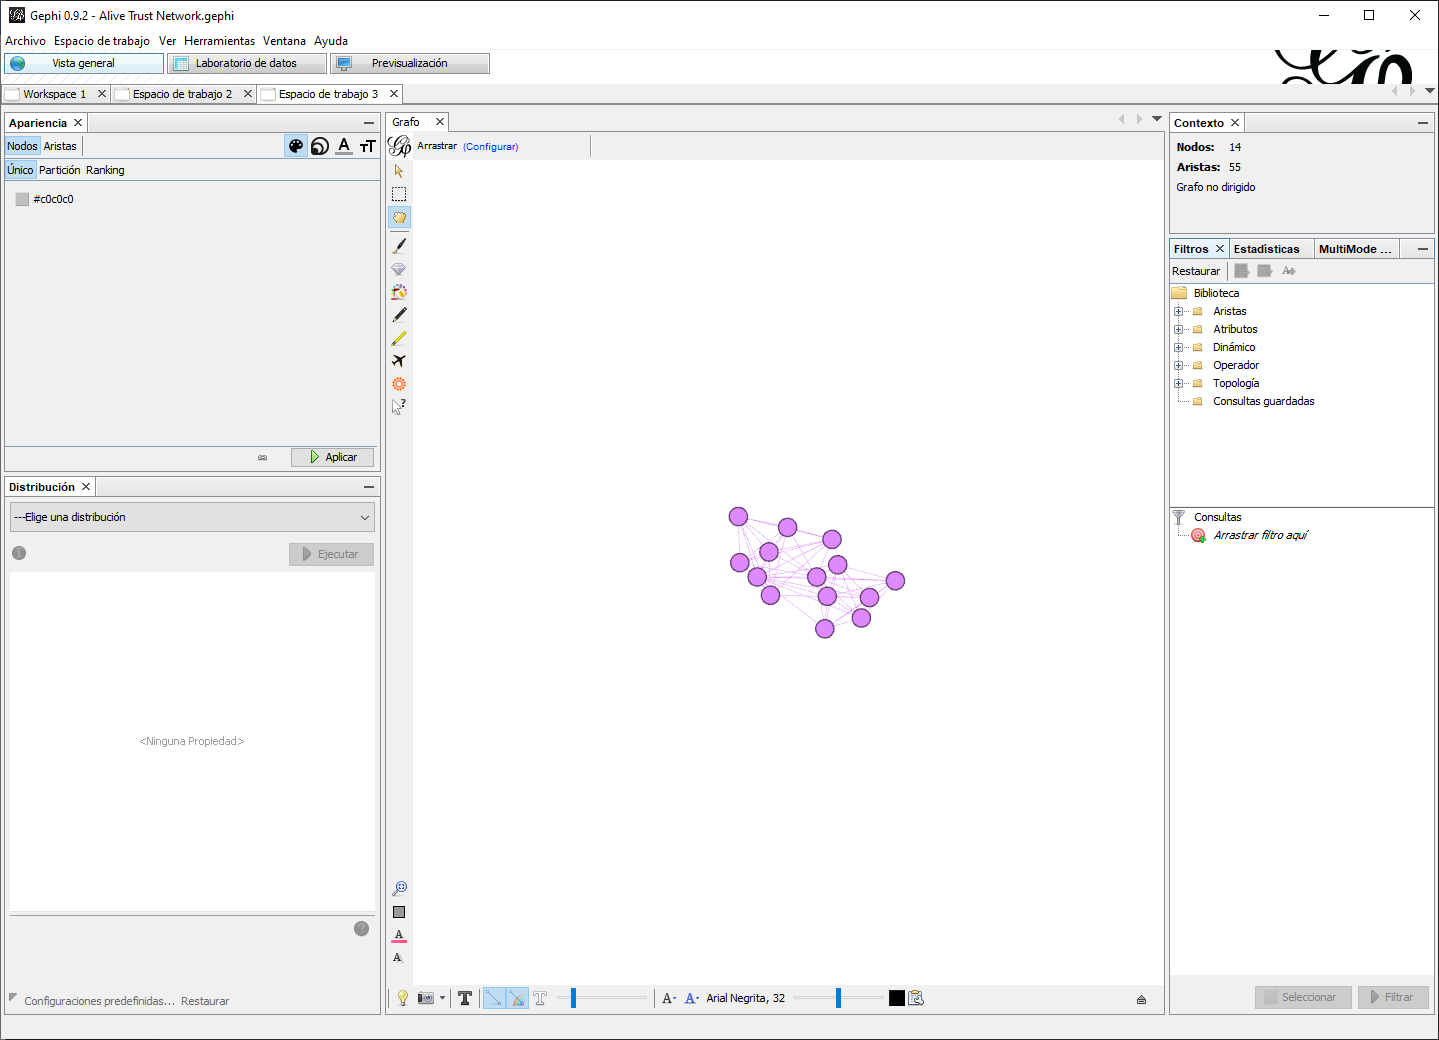 Gephi 0.9.2 - Alive Trust Network.gephi
Archivo Espacio de trabajo Ver Herramientas Ventana Ayuda
Vista general Laboratorio de datos Previsualización
Workspace 1 Espacio de trabajo 2 Espacio de trabajo 3
Apariencia
Nodos Aristas
Único Partición Ranking
#c0c0c0
Aplicar
Distribución
---Elige una distribución
Ejecutar
<Ninguna Propiedad>
Configuraciones predefinidas... Restaurar
Grafo
Arrastrar (Configurar)
Arial Negrita, 32
Contexto
Nodos: 14
Aristas: 55
Grafo no dirigido
Filtros Estadísticas MultiMode ...
Restaurar
Biblioteca
Aristas
Atributos
Dinámico
Operador
Topología
Consultas guardadas
Consultas
Arrastrar filtro aquí
Seleccionar Filtrar